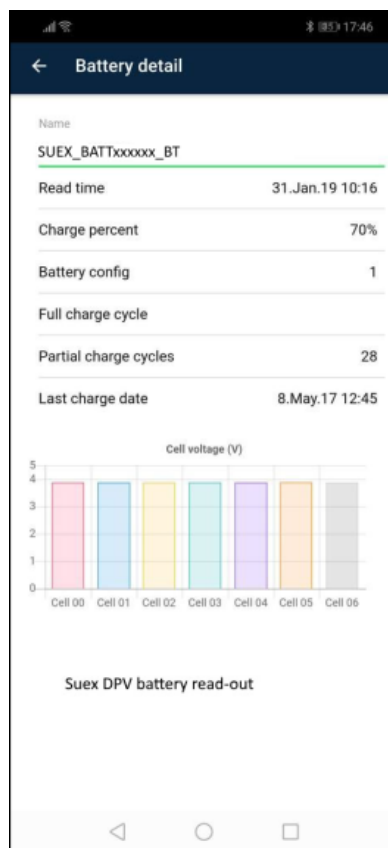 17:46
Battery detail
Name
SUEX_BATTxxxxxx_BT
Read time 31.Jan.19 10:16
Charge percent 70%
Battery config 1
Full charge cycle
Partial charge cycles 28
Last charge date 8.May.17 12:45
Cell voltage (V)
5
4
3
2
1
0
Cell 00 Cell 01 Cell 02 Cell 03 Cell 04 Cell 05 Cell 06
Suex DPV battery read-out